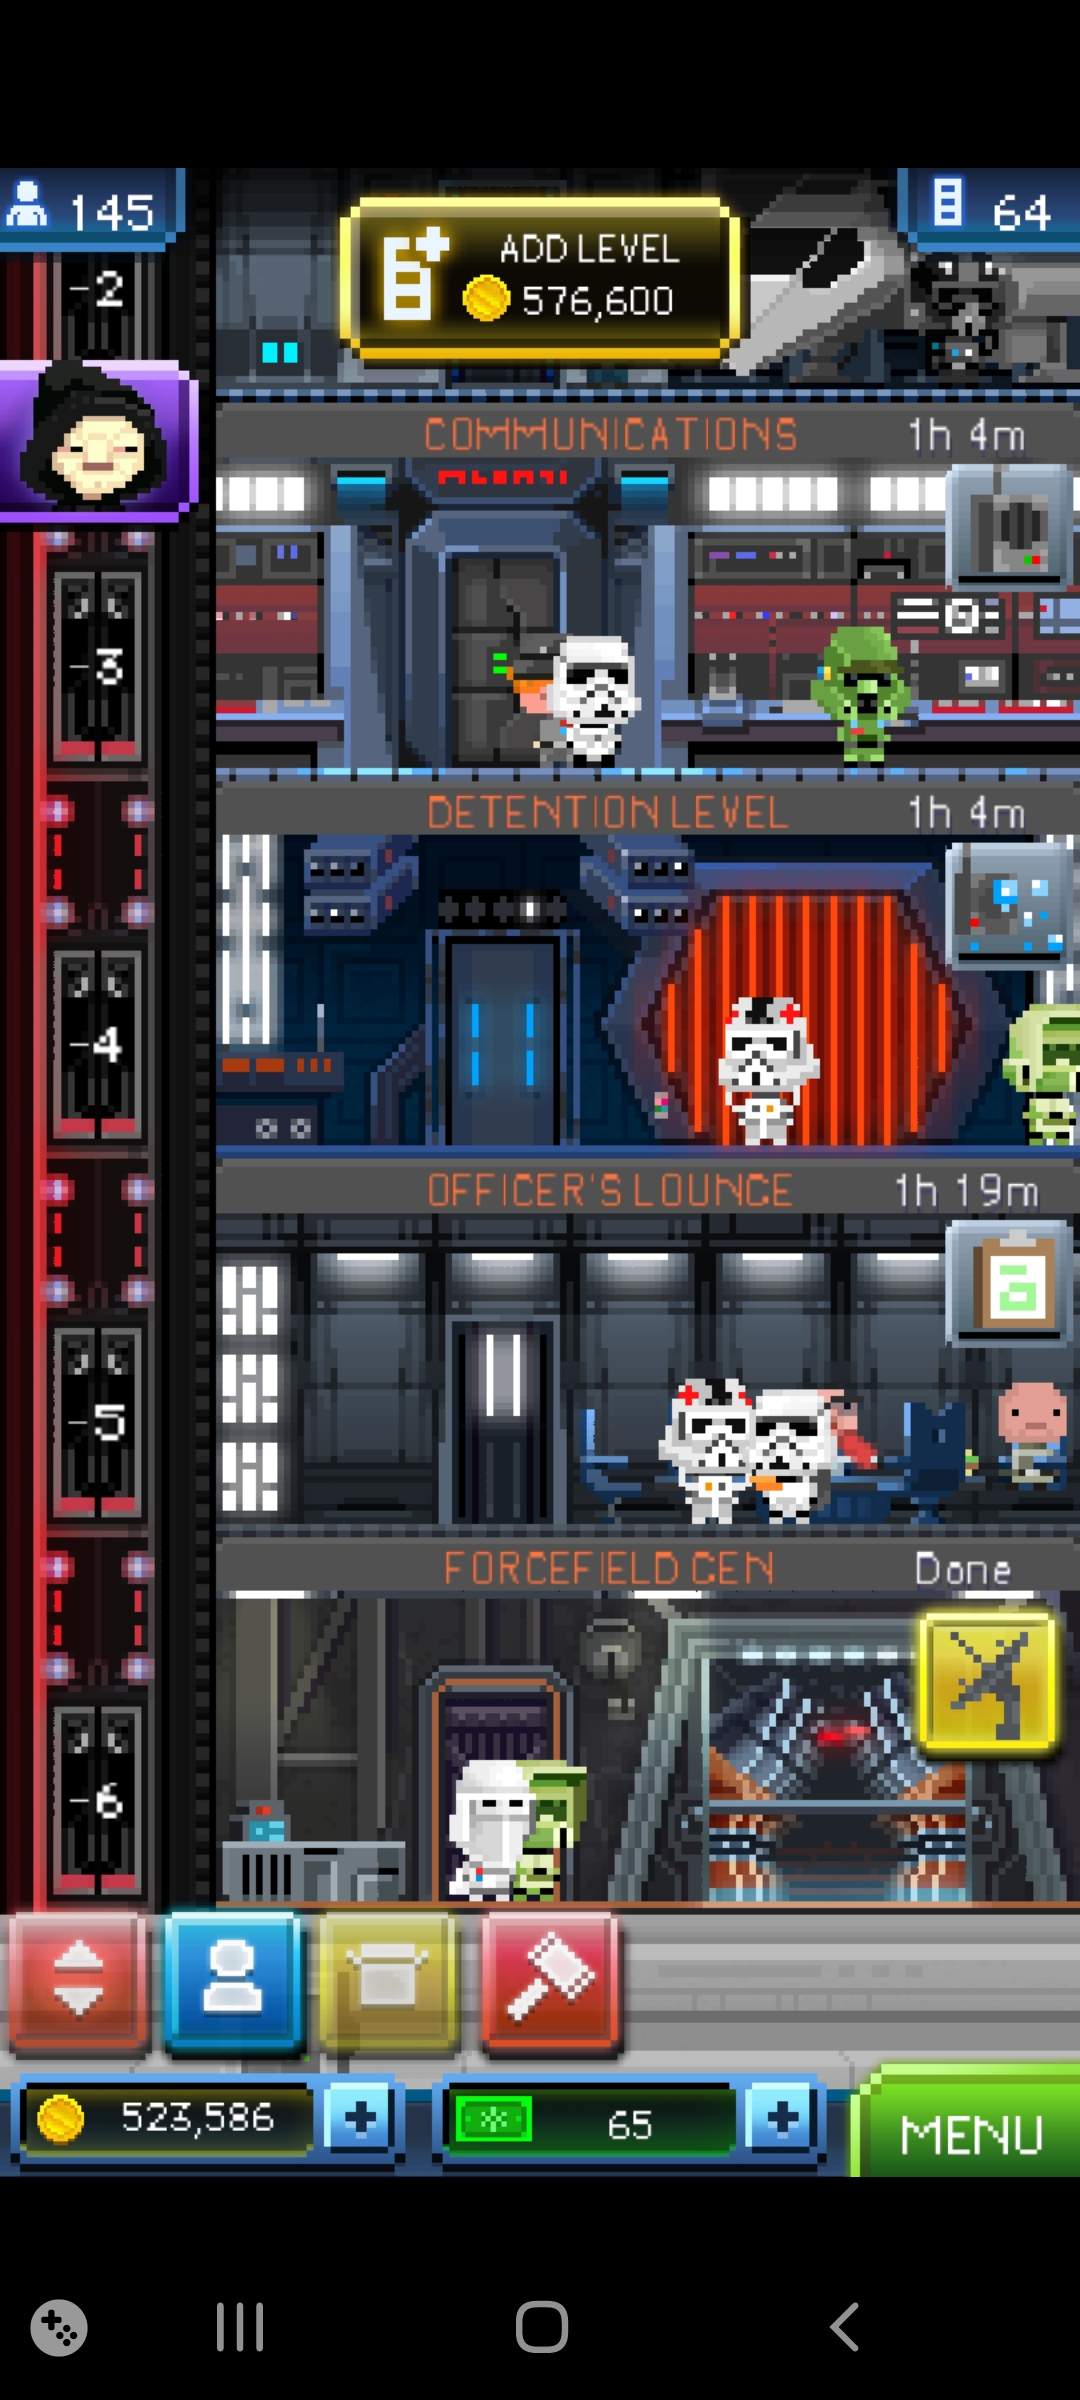 145
64
ADD LEVEL
576,600
-2
COMMUNICATIONS 1h 4m
-3
DETENTION LEVEL 1h 4m
-4
OFFICER'S LOUNGE 1h 19m
-5
FORCEFIELD GEN Done
-6
523,586
65
MENU